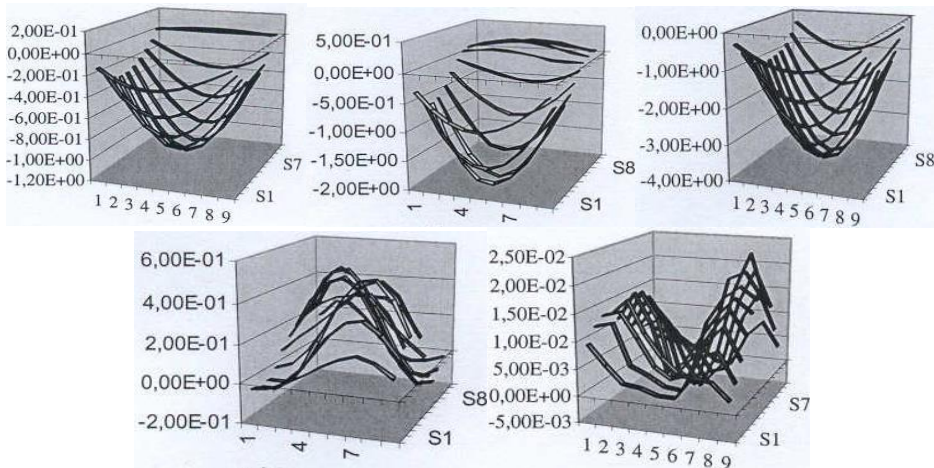 2,00E-01
0,00E+00
-2,00E-01
-4,00E-01
-6,00E-01
-8,00E-01
-1,00E+00
-1,20E+00
1 2 3 4 5 6 7 8 9
S1
S7
5,00E-01
0,00E+00
-5,00E-01
-1,00E+00
-1,50E+00
-2,00E+00
1
4
7
S1
S8
0,00E+00
-1,00E+00
-2,00E+00
-3,00E+00
-4,00E+00
1 2 3 4 5 6 7 8 9
S1
S8
6,00E-01
4,00E-01
2,00E-01
0,00E+00
-2,00E-01
1
4
7
S1
S8
2,50E-02
2,00E-02
1,50E-02
1,00E-02
5,00E-03
0,00E+00
-5,00E-03
1 2 3 4 5 6 7 8 9
S1
S7